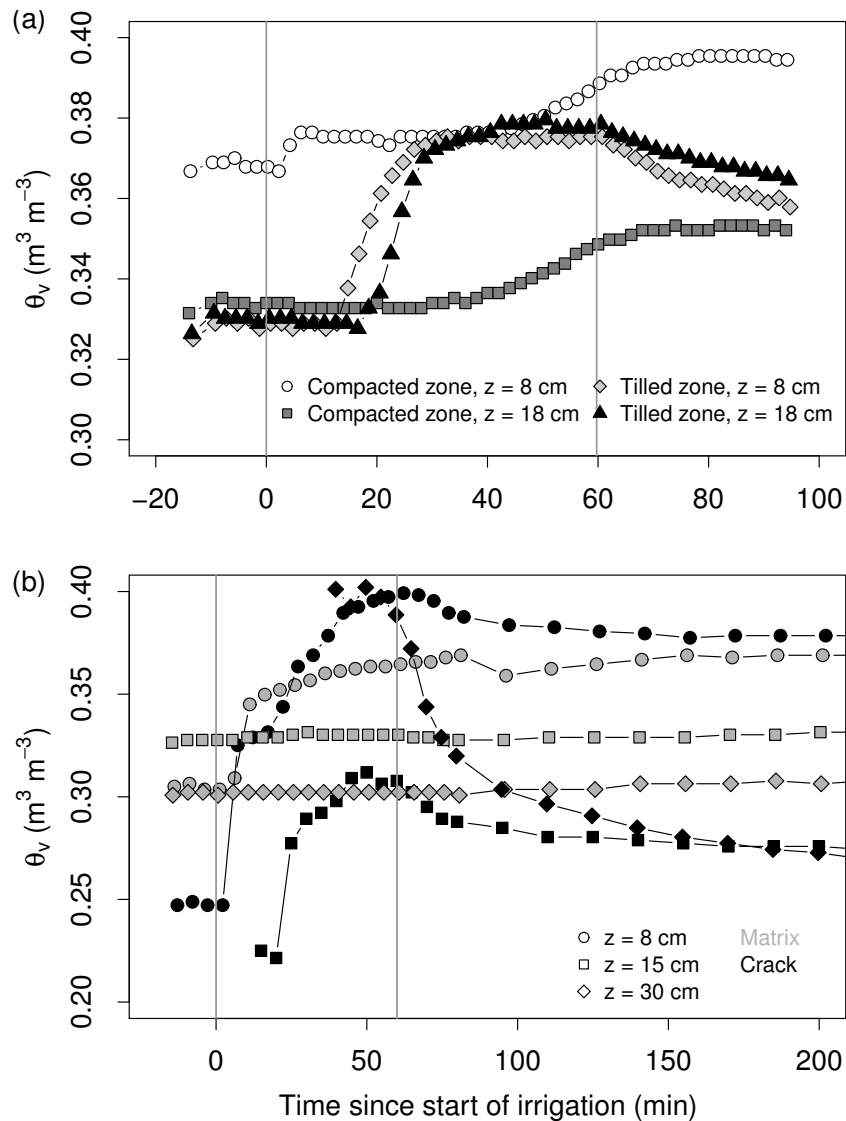 (a)
0.40
0.38
0.36
0.34
0.32
0.30
θv (m³ m⁻³)
Compacted zone, z = 8 cm
Compacted zone, z = 18 cm
Tilled zone, z = 8 cm
Tilled zone, z = 18 cm
−20 0 20 40 60 80 100
(b)
0.40
0.35
0.30
0.25
0.20
θv (m³ m⁻³)
z = 8 cm Matrix
z = 15 cm Crack
z = 30 cm
0 50 100 150 200
Time since start of irrigation (min)